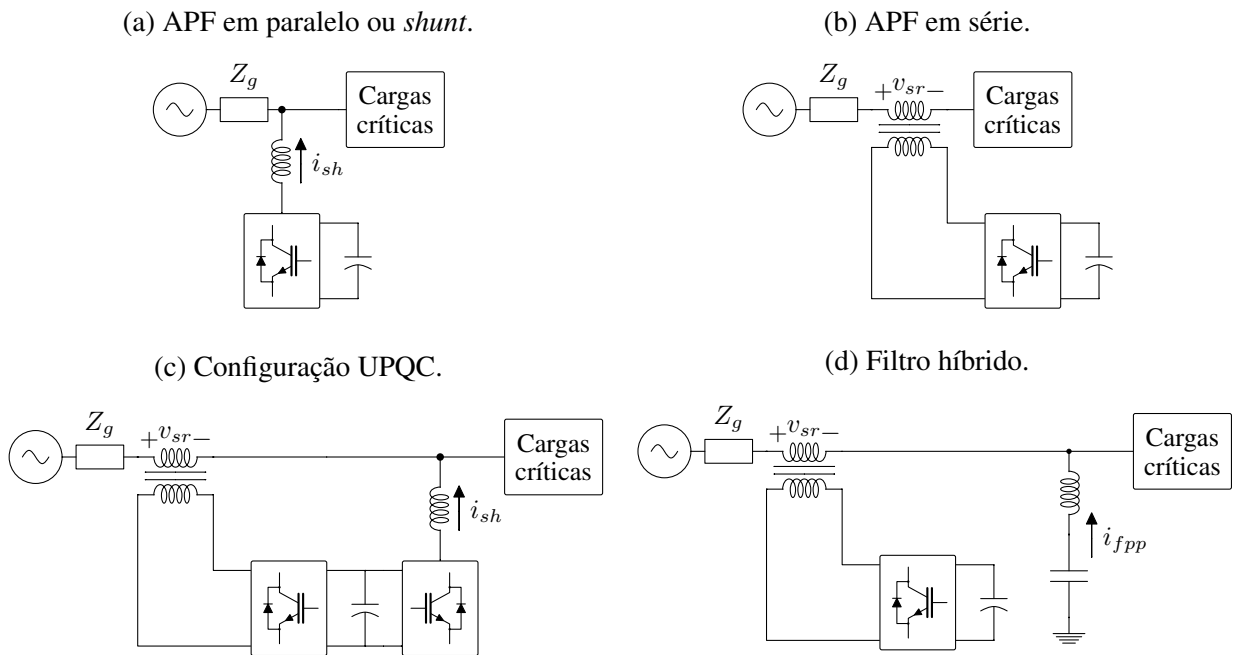 (a) APF em paralelo ou shunt.
Z_g
Cargas
críticas
i_sh
(b) APF em série.
Z_g
+v_sr−
Cargas
críticas
(c) Configuração UPQC.
Z_g
+v_sr−
Cargas
críticas
i_sh
(d) Filtro híbrido.
Z_g
+v_sr−
Cargas
críticas
i_fpp